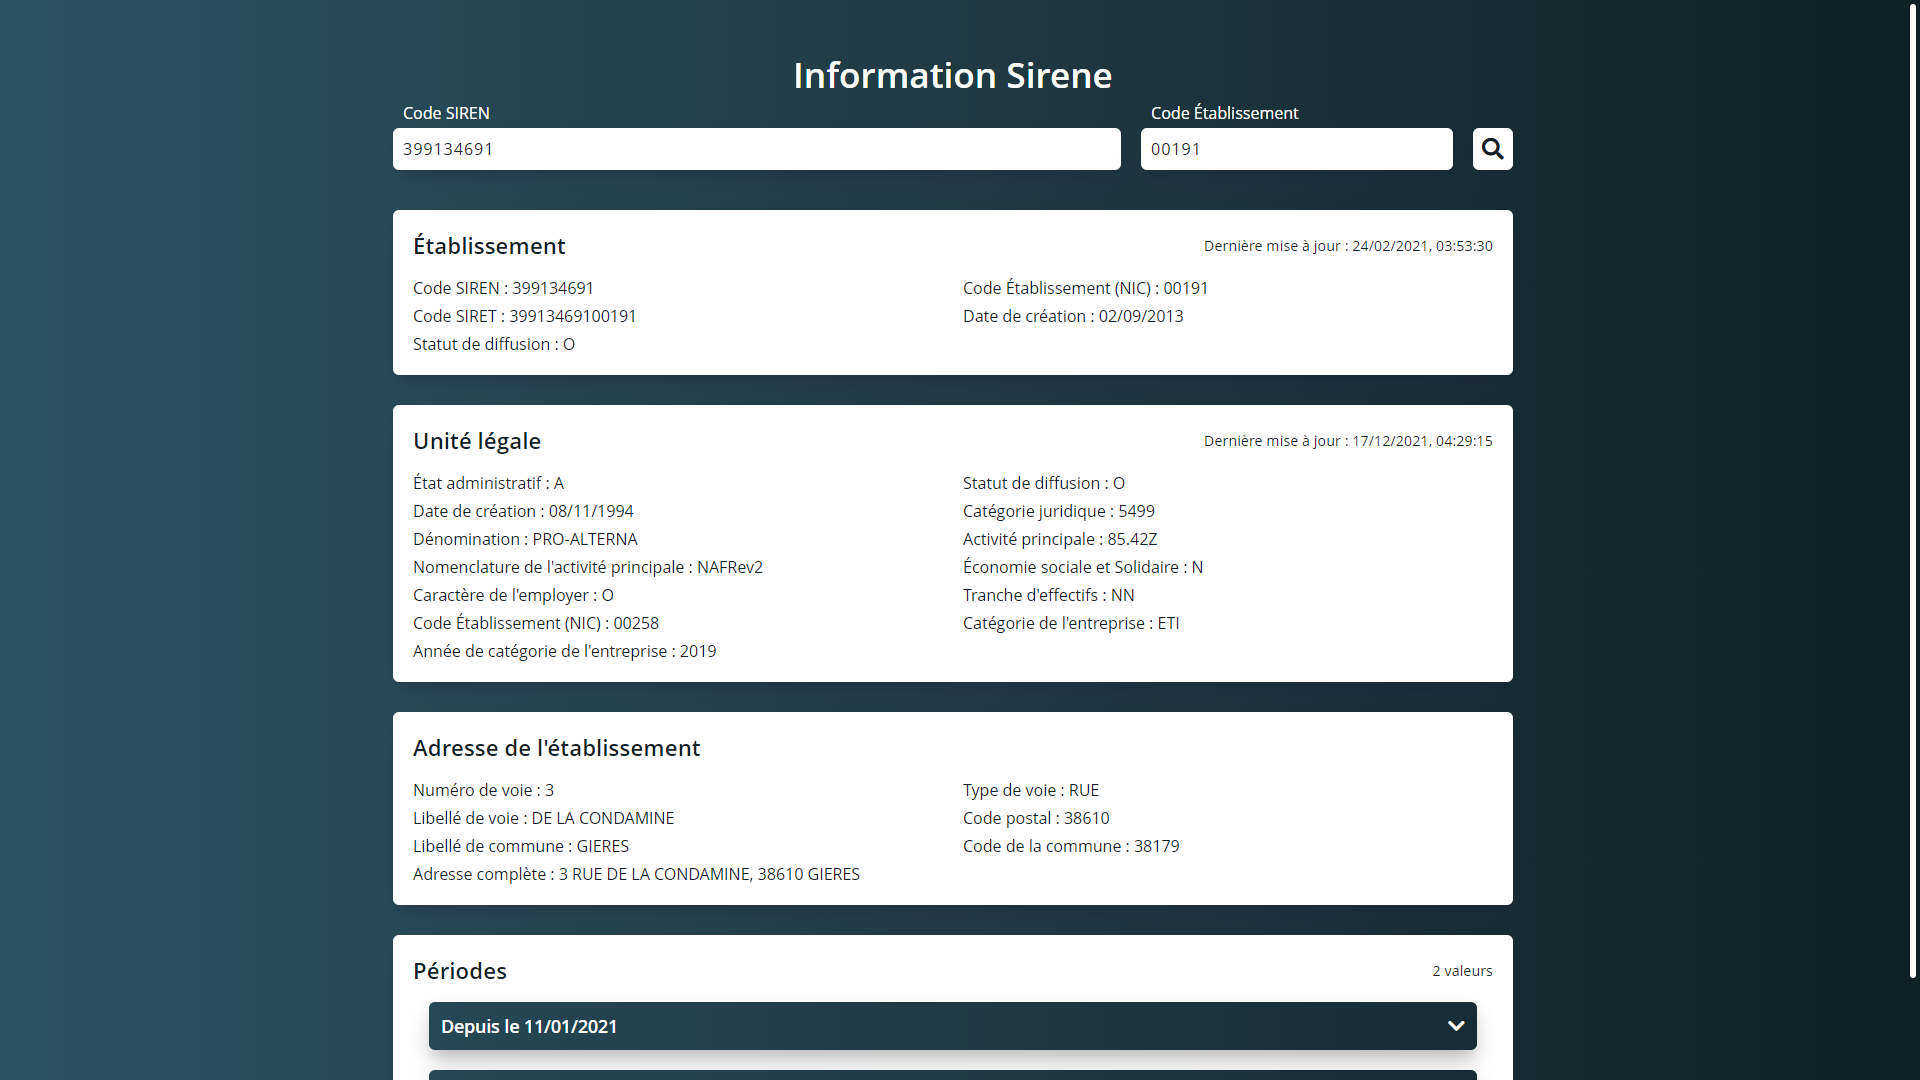 Information Sirene
Code SIREN
Code Établissement
399134691
00191
Établissement
Dernière mise à jour : 24/02/2021, 03:53:30
Code SIREN : 399134691
Code Établissement (NIC) : 00191
Code SIRET : 39913469100191
Date de création : 02/09/2013
Statut de diffusion : O
Unité légale
Dernière mise à jour : 17/12/2021, 04:29:15
État administratif : A
Statut de diffusion : O
Date de création : 08/11/1994
Catégorie juridique : 5499
Dénomination : PRO-ALTERNA
Activité principale : 85.42Z
Nomenclature de l'activité principale : NAFRev2
Économie sociale et Solidaire : N
Caractère de l'employer : O
Tranche d'effectifs : NN
Code Établissement (NIC) : 00258
Catégorie de l'entreprise : ETI
Année de catégorie de l'entreprise : 2019
Adresse de l'établissement
Numéro de voie : 3
Type de voie : RUE
Libellé de voie : DE LA CONDAMINE
Code postal : 38610
Libellé de commune : GIERES
Code de la commune : 38179
Adresse complète : 3 RUE DE LA CONDAMINE, 38610 GIERES
Périodes
2 valeurs
Depuis le 11/01/2021